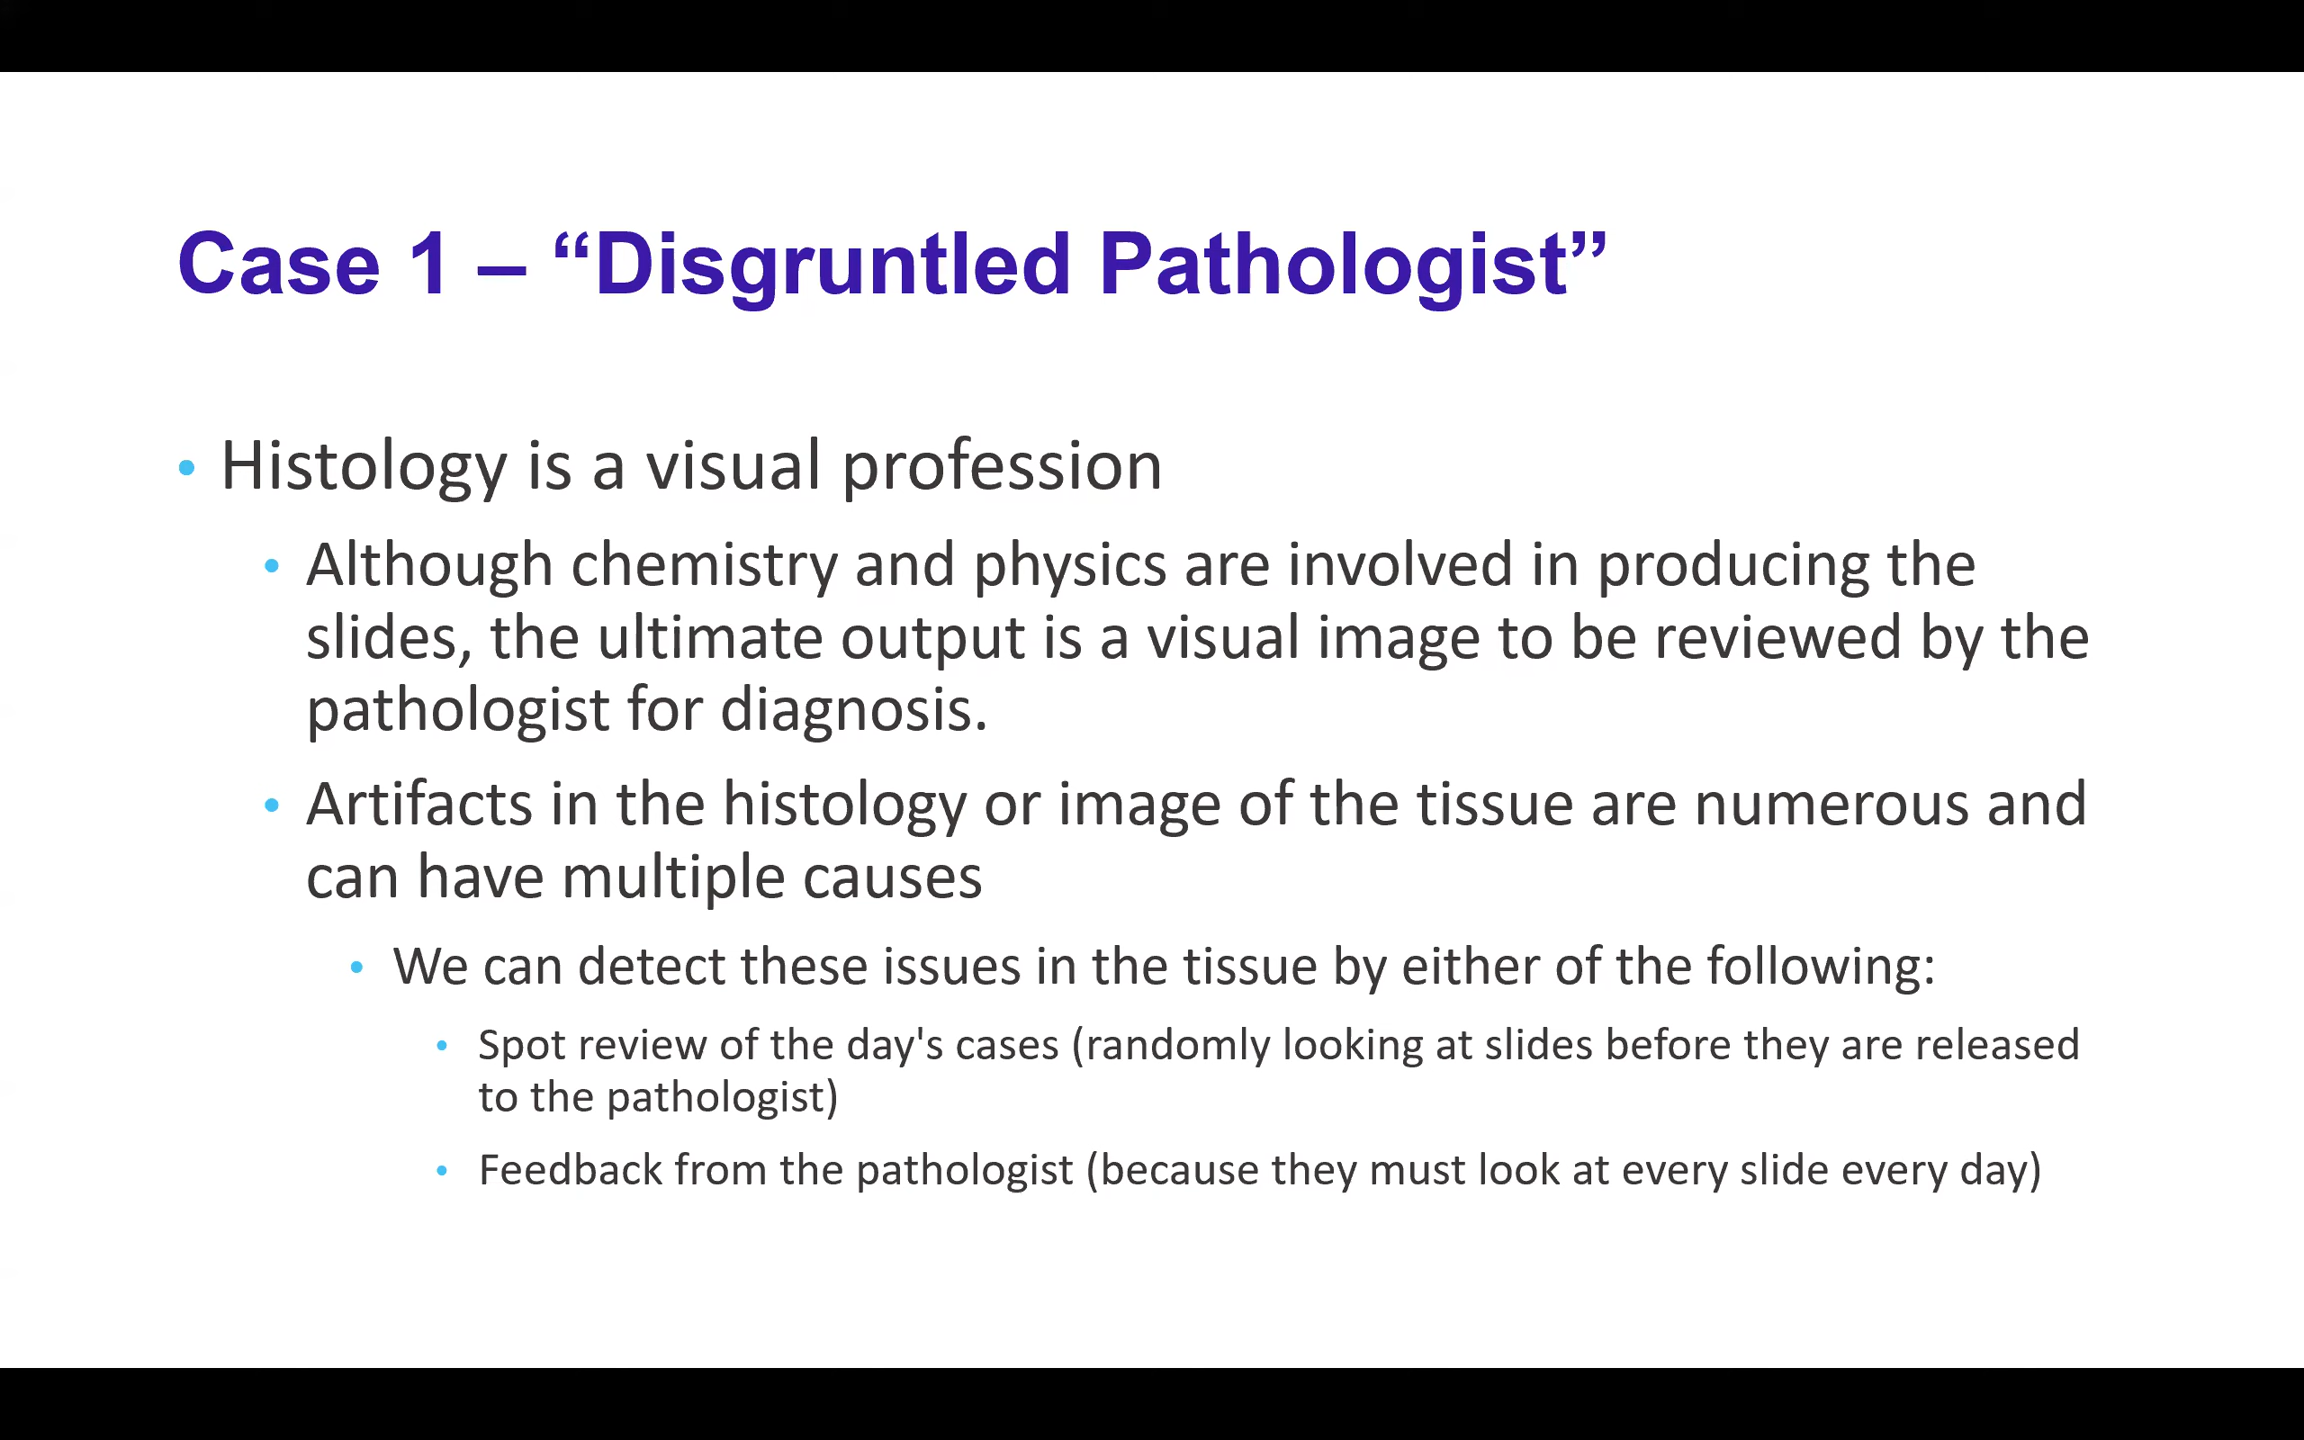 Case 1 – “Disgruntled Pathologist”
• Histology is a visual profession
• Although chemistry and physics are involved in producing the
slides, the ultimate output is a visual image to be reviewed by the
pathologist for diagnosis.
• Artifacts in the histology or image of the tissue are numerous and
can have multiple causes
• We can detect these issues in the tissue by either of the following:
• Spot review of the day's cases (randomly looking at slides before they are released
to the pathologist)
• Feedback from the pathologist (because they must look at every slide every day)